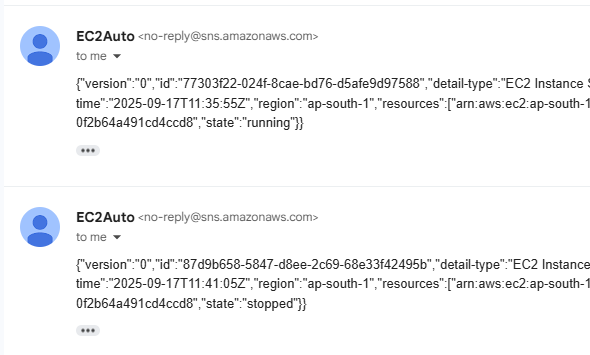 EC2Auto <no-reply@sns.amazonaws.com>
to me
{"version":"0","id":"77303f22-024f-8cae-bd76-d5afe9d97588","detail-type":"EC2 Instance S
time":"2025-09-17T11:35:55Z","region":"ap-south-1","resources":["arn:aws:ec2:ap-south-1
0f2b64a491cd4ccd8","state":"running"}}
EC2Auto <no-reply@sns.amazonaws.com>
to me
{"version":"0","id":"87d9b658-5847-d8ee-2c69-68e33f42495b","detail-type":"EC2 Instance
time":"2025-09-17T11:41:05Z","region":"ap-south-1","resources":["arn:aws:ec2:ap-south-1
0f2b64a491cd4ccd8","state":"stopped"}}